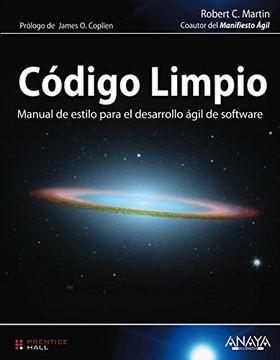 Robert C. Martin
Prólogo de James O. Coplien
Coautor del Manifiesto Ágil
Código Limpio
Manual de estilo para el desarrollo ágil de software
PRENTICE
HALL
ANAYA
MULTIMEDIA